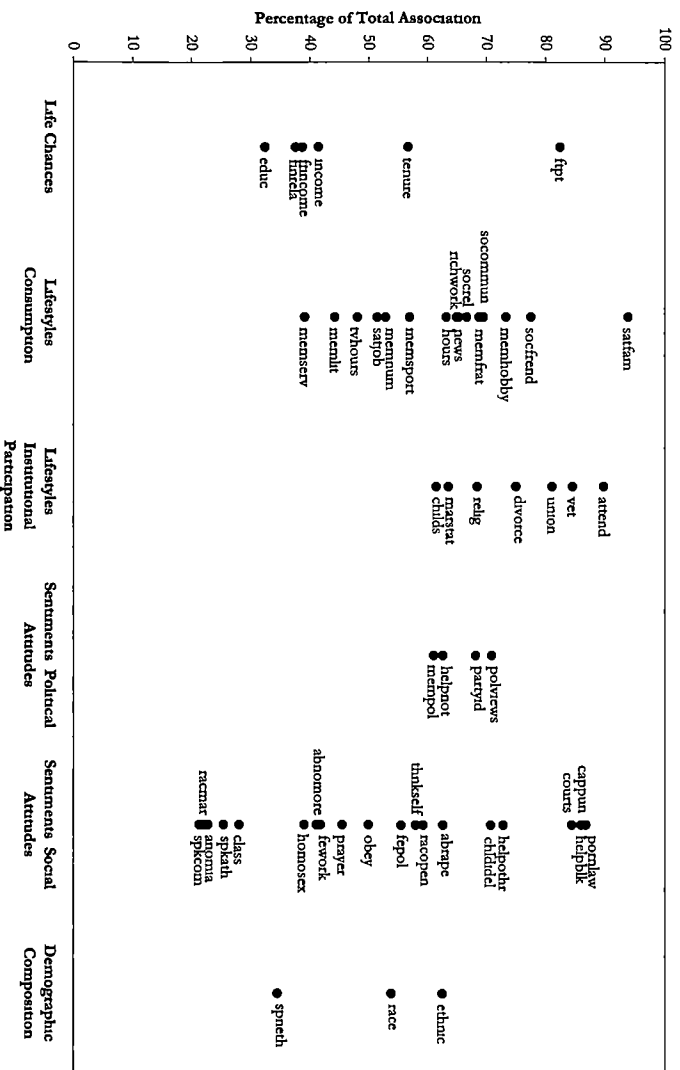 Percentage of Total Association
100
90
80
70
60
50
40
30
20
10
0
ftpt
tenure
income
fincome
finrela
educ
Life Chances
satfam
socfrend
memhobby
socommun
memfrat
socrel
news
richwork
hours
memsport
memnum
satjob
tvhours
memlit
memserv
Lifestyles
Consumption
attend
vet
union
divorce
relig
marstat
childs
Lifestyles
Institutional
Participation
polviews
partyid
helpnot
mempol
Sentiments Political
Attitudes
pornlaw
cappun
helpblk
courts
helpothr
chldidel
abrape
racopen
thnkself
fepol
obey
prayer
fework
abnomore
homosex
class
spkath
anomia
racmar
spkcom
Sentiments Social
Attitudes
ethnic
race
spneth
Demographic
Composition